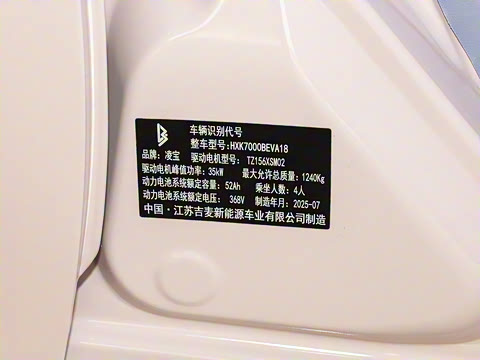 车辆识别代号
整车型号:HXK7000BEVA18
品牌: 凌宝 驱动电机型号: TZ156XSM02
驱动电机峰值功率: 35kW 最大允许总质量: 1240Kg
动力电池系统额定容量: 52Ah 乘坐人数: 4人
动力电池系统额定电压: 368V 制造年月: 2025-07
中国·江苏吉麦新能源车业有限公司制造